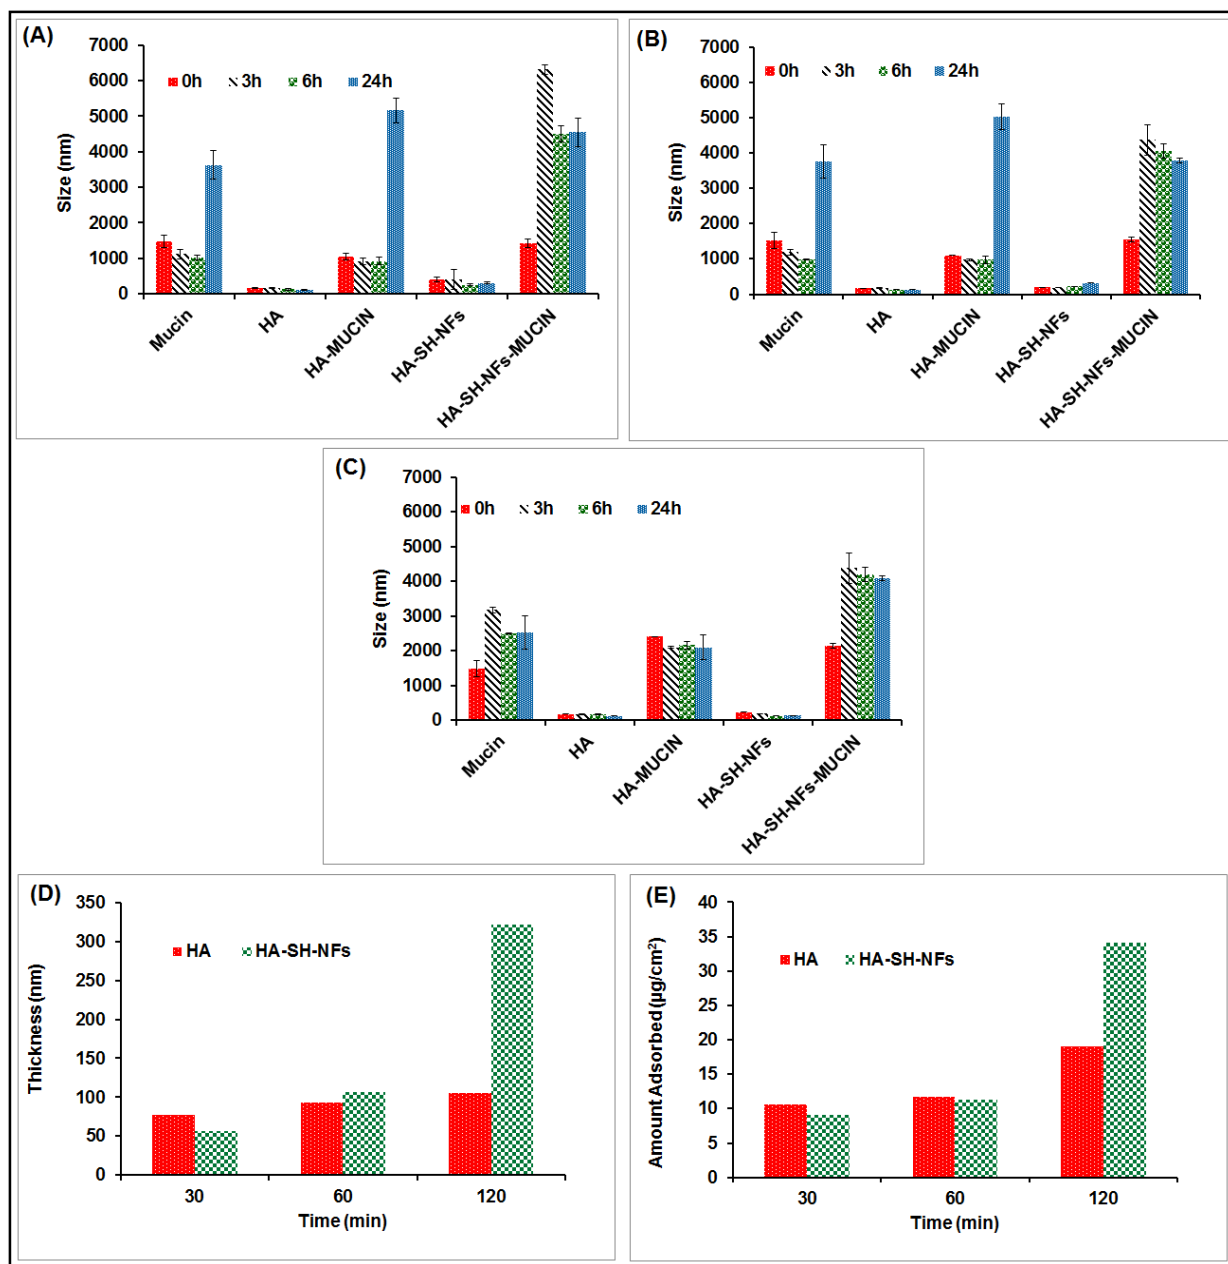 (A)
7000
6000
5000
4000
3000
2000
1000
0
Size (nm)
0h 3h 6h 24h
Mucin
HA
HA-MUCIN
HA-SH-NFs
HA-SH-NFs-MUCIN
(B)
7000
6000
5000
4000
3000
2000
1000
0
Size (nm)
0h 3h 6h 24h
Mucin
HA
HA-MUCIN
HA-SH-NFs
HA-SH-NFs-MUCIN
(C)
7000
6000
5000
4000
3000
2000
1000
0
Size (nm)
0h 3h 6h 24h
Mucin
HA
HA-MUCIN
HA-SH-NFs
HA-SH-NFs-MUCIN
(D)
350
300
250
200
150
100
50
0
Thickness (nm)
HA HA-SH-NFs
30 60 120
Time (min)
(E)
40
35
30
25
20
15
10
5
0
Amount Adsorbed (µg/cm²)
HA HA-SH-NFs
30 60 120
Time (min)